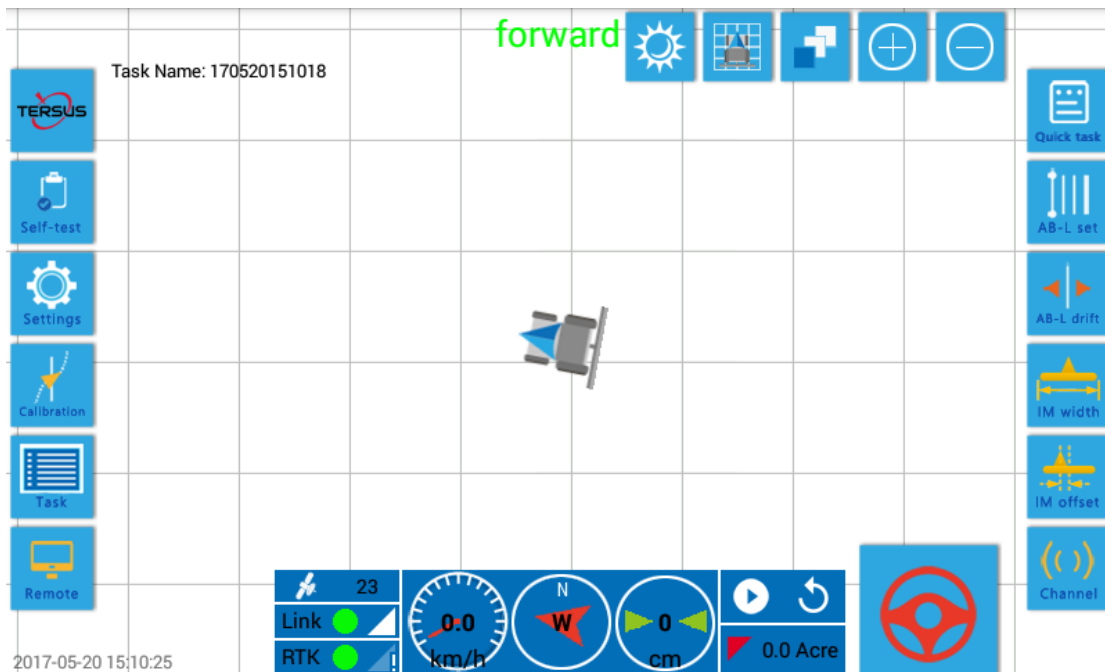 forward
Task Name: 170520151018
TERSUS
Self-test
Settings
Calibration
Task
Remote
Quick task
AB-L set
AB-L drift
IM width
IM offset
Channel
23
Link
RTK
!
0.0
km/h
N
W
0
cm
0.0 Acre
2017-05-20 15:10:25